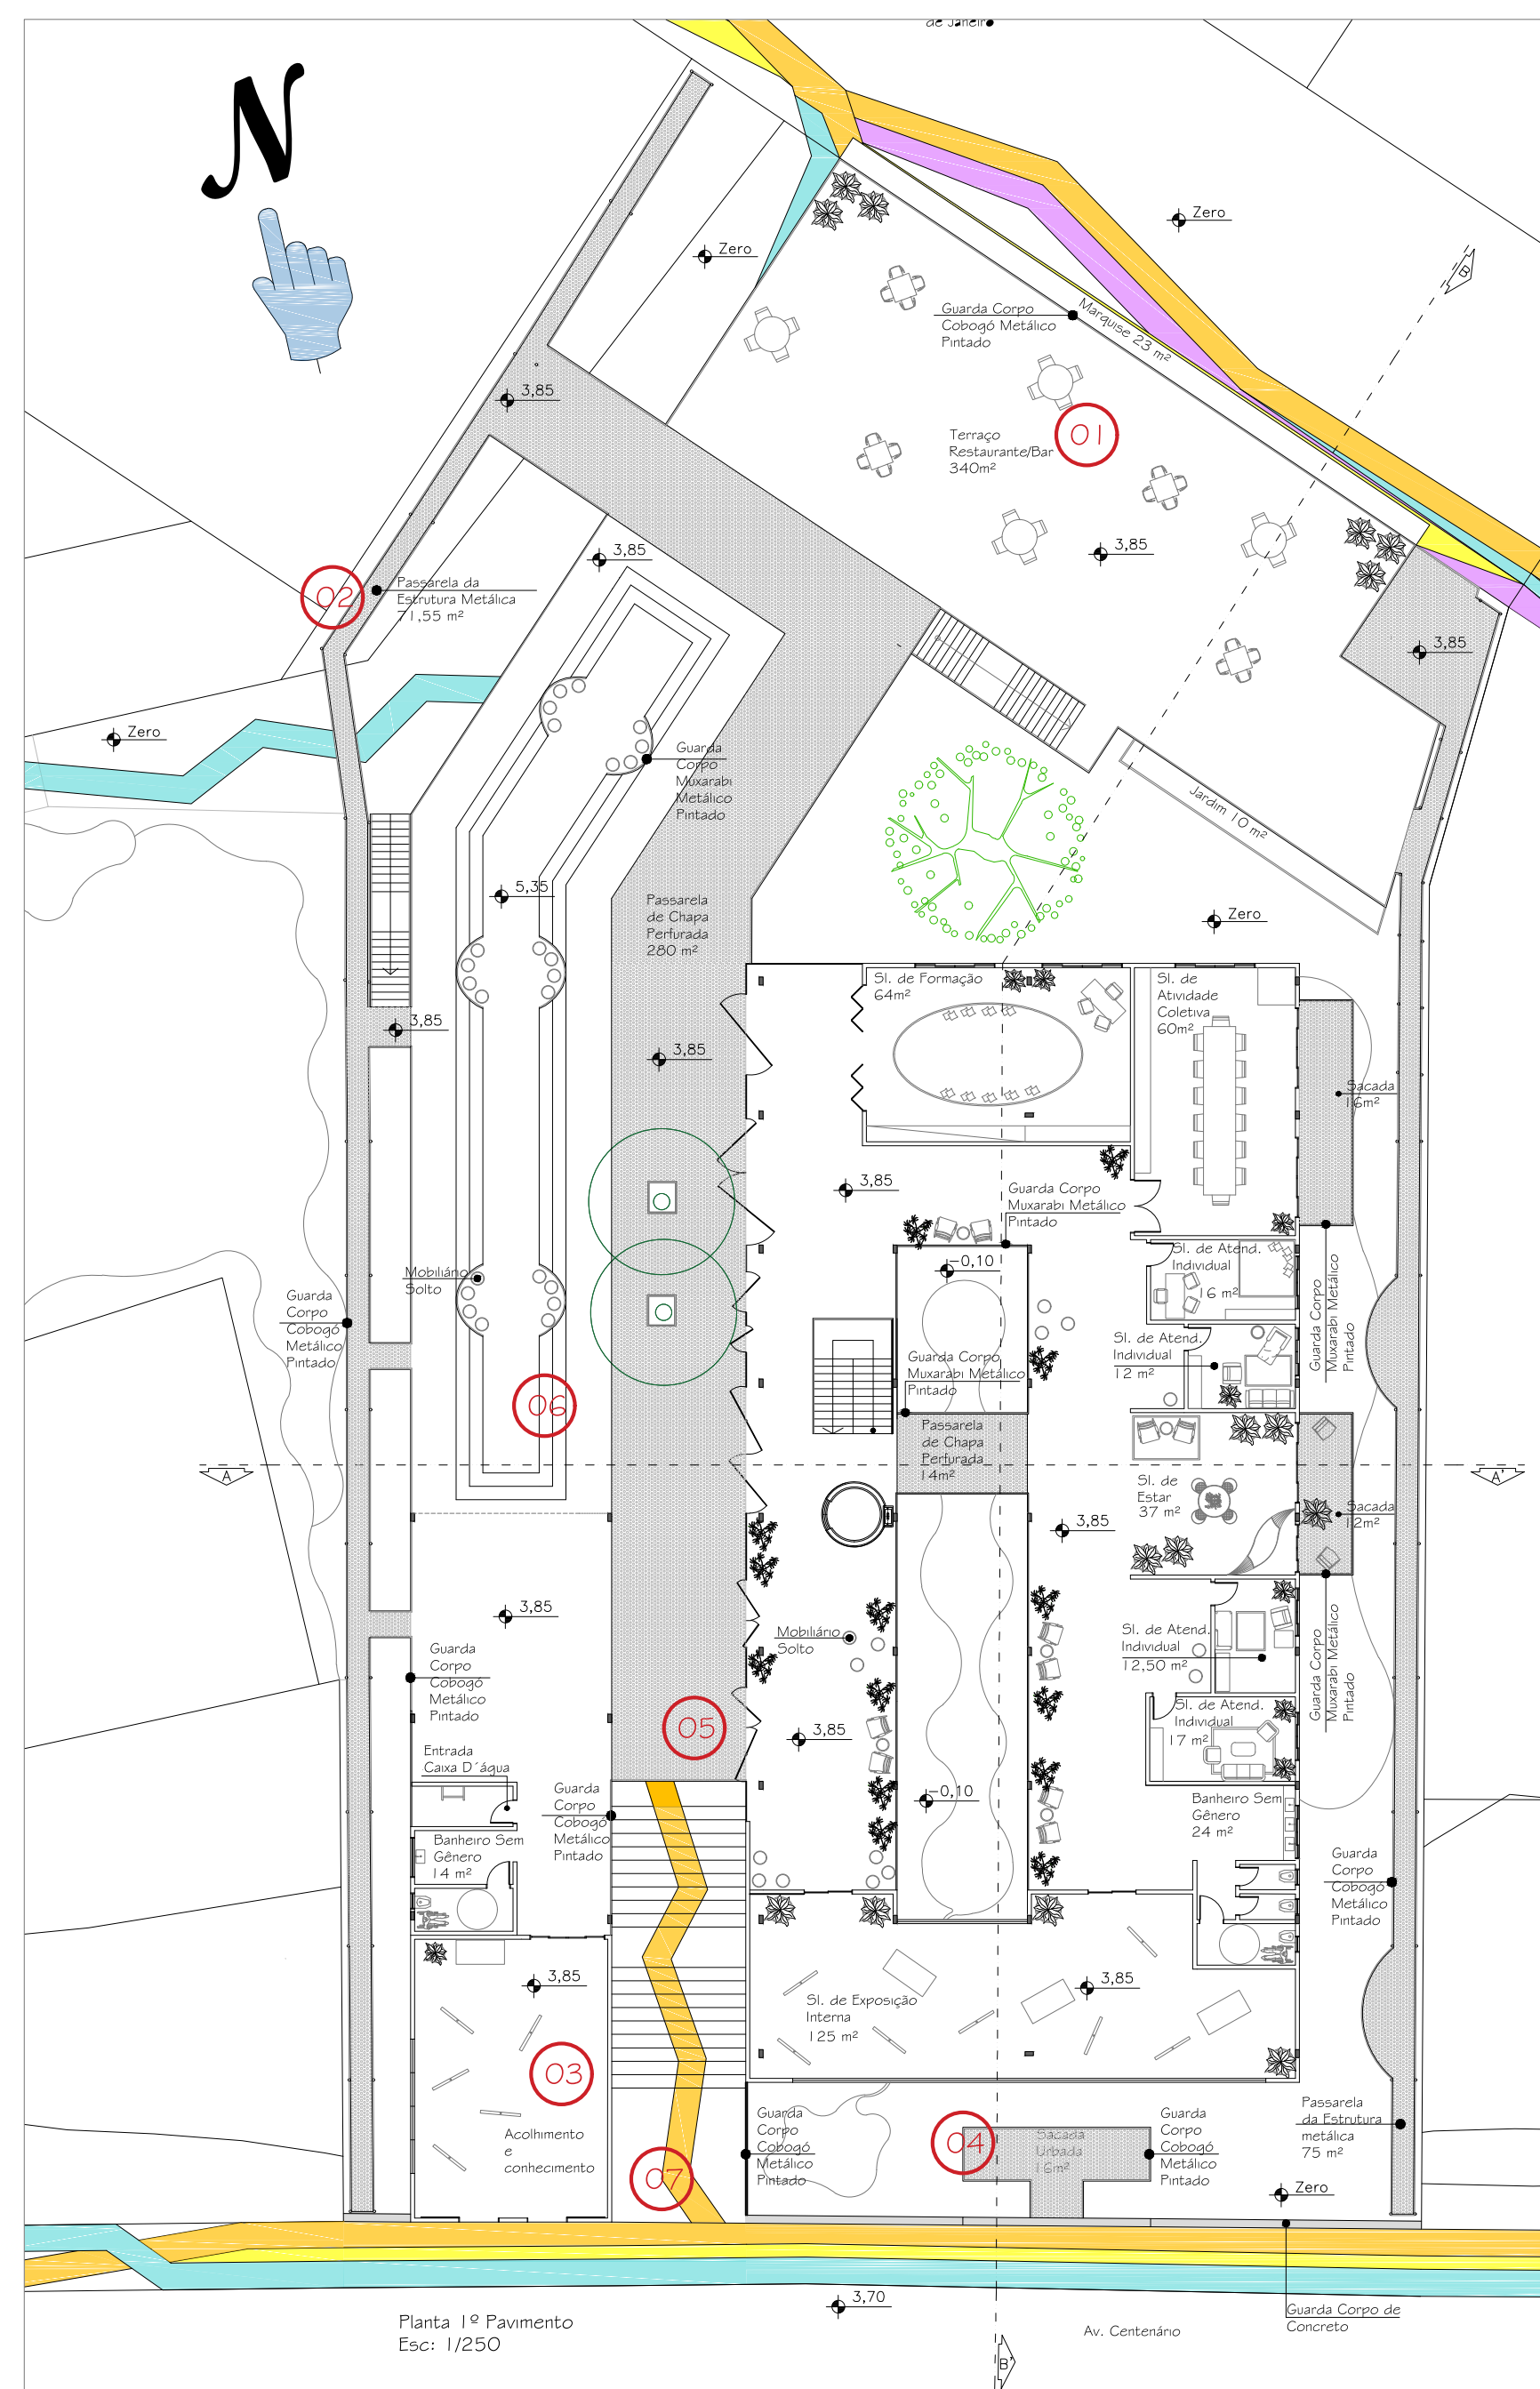 de Janeiro
N
Zero
Zero
B
Guarda Corpo
Cobogó Metálico
Pintado
Marquise 23 m²
3,85
Terraço
Restaurante/Bar
340m²
01
3,85
3,85
02
Passarela da
Estrutura Metálica
71,55 m²
3,85
Zero
Guarda
Corpo
Muxarabi
Metálico
Pintado
Jardim 10 m²
5,35
Passarela
de Chapa
Perfurada
280 m²
Zero
Sl. de Formação
64m²
Sl. de
Atividade
Coletiva
60m²
3,85
3,85
Sacada
16m²
3,85
Guarda Corpo
Muxarabi Metálico
Pintado
Mobiliário
Solto
-0,10
Sl. de Atend.
Individual
16 m²
Guarda Corpo
Muxarabi Metálico
Pintado
Guarda
Corpo
Cobogó
Metálico
Pintado
Sl. de Atend.
Individual
12 m²
Guarda Corpo
Muxarabi Metálico
Pintado
06
Passarela
de Chapa
Perfurada
14m²
A
A'
Sl. de
Estar
37 m²
Sacada
12m²
3,85
3,85
Mobiliário
Solto
Sl. de Atend.
Individual
12,50 m²
Guarda Corpo
Muxarabi Metálico
Pintado
Guarda
Corpo
Cobogó
Metálico
Pintado
05
3,85
Sl. de Atend.
Individual
17 m²
Entrada
Caixa D´água
Guarda
Corpo
Cobogó
Metálico
Pintado
-0,10
Banheiro Sem
Gênero
24 m²
Banheiro Sem
Gênero
14 m²
Guarda
Corpo
Cobogó
Metálico
Pintado
3,85
3,85
Sl. de Exposição
Interna
125 m²
03
Acolhimento
e
conhecimento
Guarda
Corpo
Cobogó
Metálico
Pintado
04
Sacada
Urbada
16m²
Guarda
Corpo
Cobogó
Metálico
Pintado
Passarela
da Estrutura
metálica
75 m²
07
Zero
3,70
Guarda Corpo de
Concreto
Planta 1º Pavimento
Esc: 1/250
Av. Centenário
B'